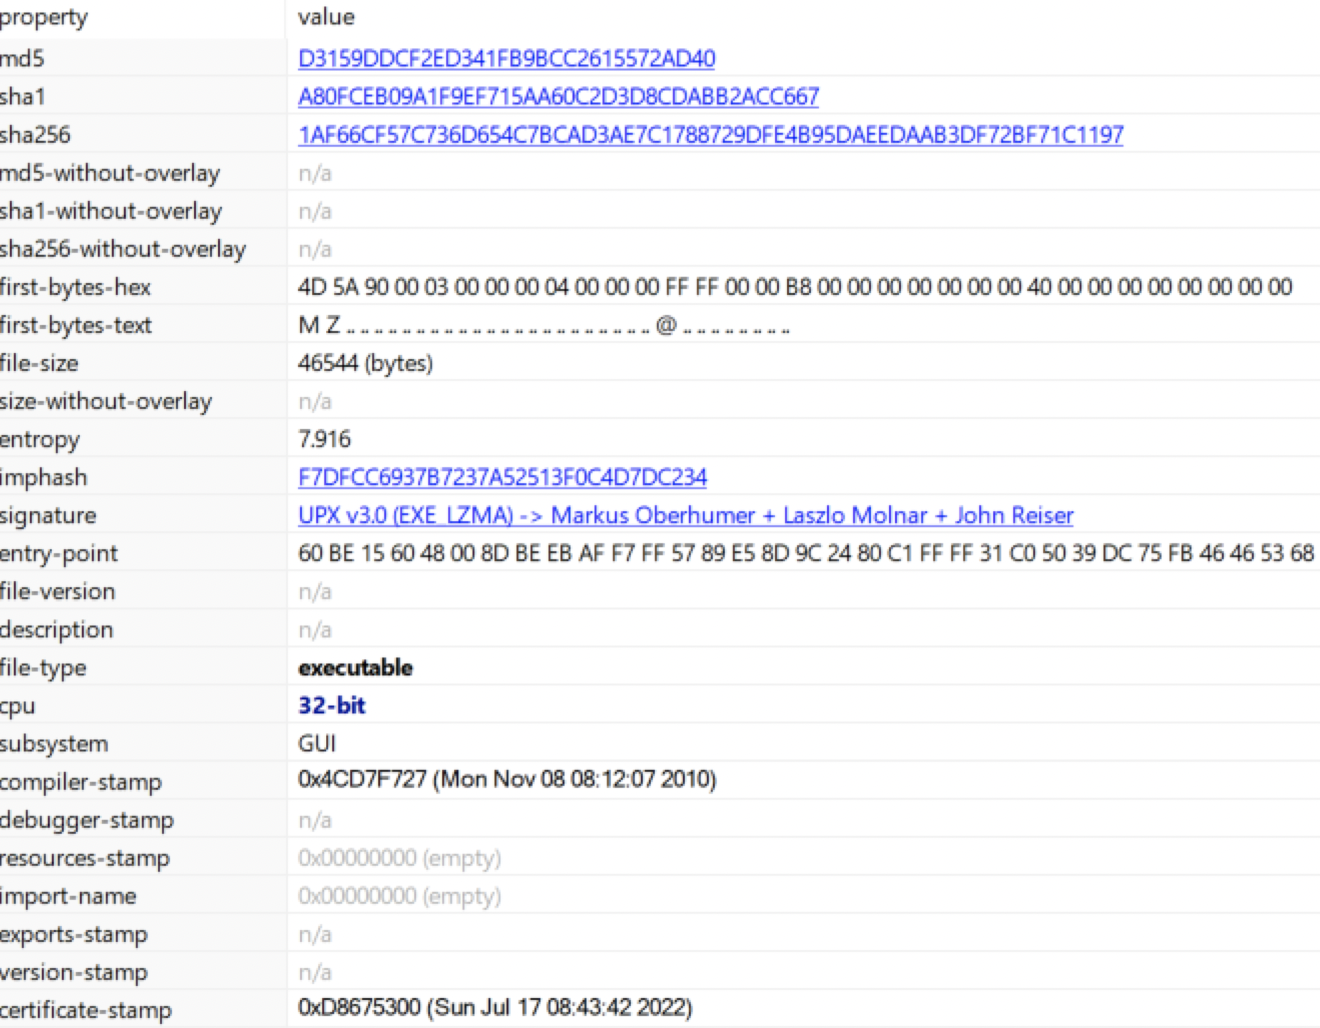 property value
md5 D3159DDCF2ED341FB9BCC2615572AD40
sha1 A80FCEB09A1F9EF715AA60C2D3D8CDABB2ACC667
sha256 1AF66CF57C736D654C7BCAD3AE7C1788729DFE4B95DAEEDAAB3DF72BF71C1197
md5-without-overlay n/a
sha1-without-overlay n/a
sha256-without-overlay n/a
first-bytes-hex 4D 5A 90 00 03 00 00 00 04 00 00 00 FF FF 00 00 B8 00 00 00 00 00 00 00 40 00 00 00 00 00 00 00 00
first-bytes-text M Z .. .. .. .. .. .. .. .. .. .. .. .. .. .. .. .. .. .. .. .. .. .. @ .. .. .. .. .. .. .. ..
file-size 46544 (bytes)
size-without-overlay n/a
entropy 7.916
imphash F7DFCC6937B7237A52513F0C4D7DC234
signature UPX v3.0 (EXE_LZMA) -> Markus Oberhumer + Laszlo Molnar + John Reiser
entry-point 60 BE 15 60 48 00 8D BE EB AF F7 FF 57 89 E5 8D 9C 24 80 C1 FF FF 31 C0 50 39 DC 75 FB 46 46 53 68
file-version n/a
description n/a
file-type executable
cpu 32-bit
subsystem GUI
compiler-stamp 0x4CD7F727 (Mon Nov 08 08:12:07 2010)
debugger-stamp n/a
resources-stamp 0x00000000 (empty)
import-name 0x00000000 (empty)
exports-stamp n/a
version-stamp n/a
certificate-stamp 0xD8675300 (Sun Jul 17 08:43:42 2022)